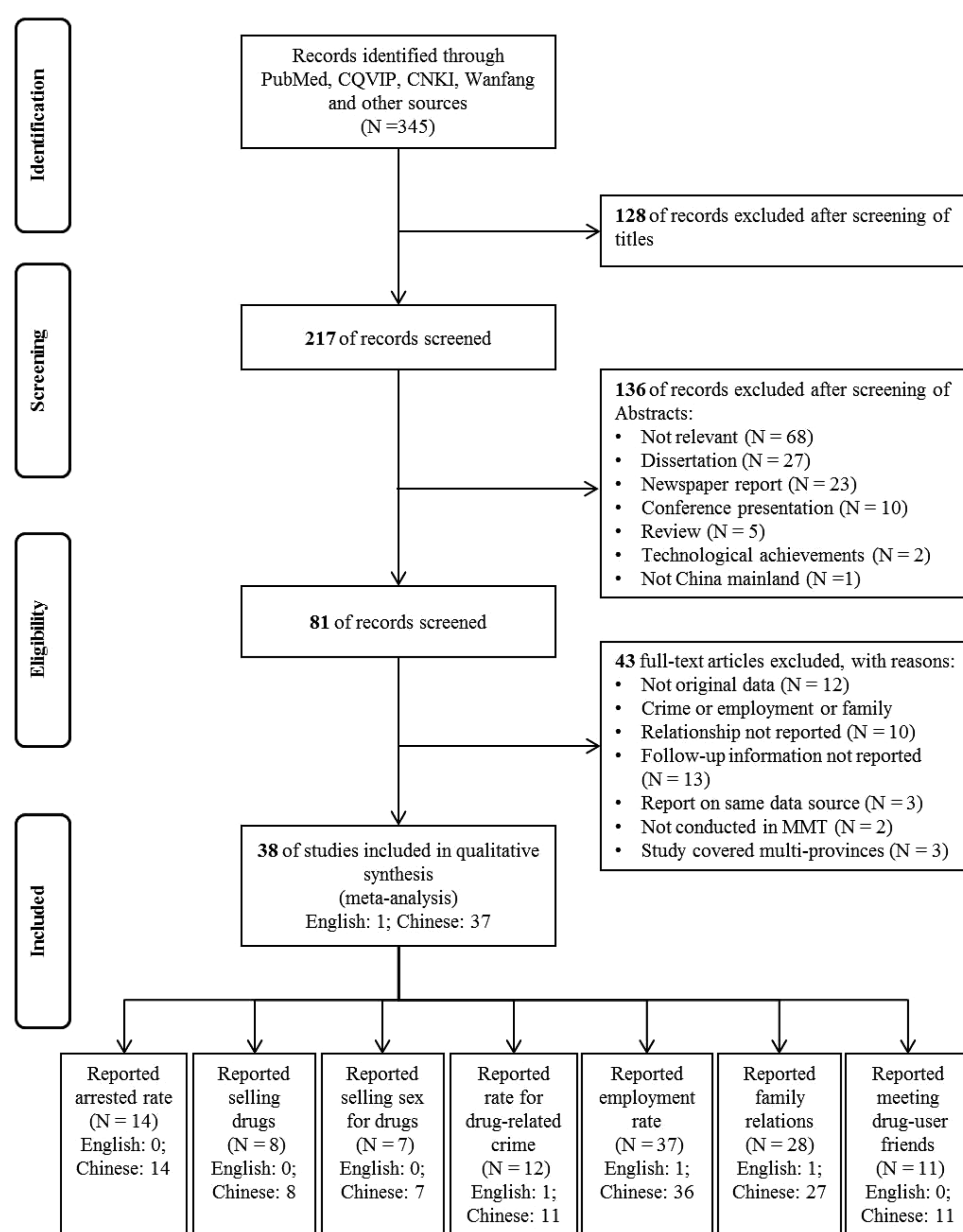 Identification
Records identified through
PubMed, CQVIP, CNKI, Wanfang
and other sources
(N =345)
128 of records excluded after screening of
titles
Screening
217 of records screened
136 of records excluded after screening of
Abstracts:
• Not relevant (N = 68)
• Dissertation (N = 27)
• Newspaper report (N = 23)
• Conference presentation (N = 10)
• Review (N = 5)
• Technological achievements (N = 2)
• Not China mainland (N =1)
Eligibility
81 of records screened
43 full-text articles excluded, with reasons:
• Not original data (N = 12)
• Crime or employment or family
• Relationship not reported (N = 10)
• Follow-up information not reported
(N = 13)
• Report on same data source (N = 3)
• Not conducted in MMT (N = 2)
• Study covered multi-provinces (N = 3)
Included
38 of studies included in qualitative
synthesis
(meta-analysis)
English: 1; Chinese: 37
Reported
arrested rate
(N = 14)
English: 0;
Chinese: 14
Reported
selling
drugs
(N = 8)
English: 0;
Chinese: 8
Reported
selling sex
for drugs
(N = 7)
English: 0;
Chinese: 7
Reported
rate for
drug-related
crime
(N = 12)
English: 1;
Chinese: 11
Reported
employment
rate
(N = 37)
English: 1;
Chinese: 36
Reported
family
relations
(N = 28)
English: 1;
Chinese: 27
Reported
meeting
drug-user
friends
(N = 11)
English: 0;
Chinese: 11